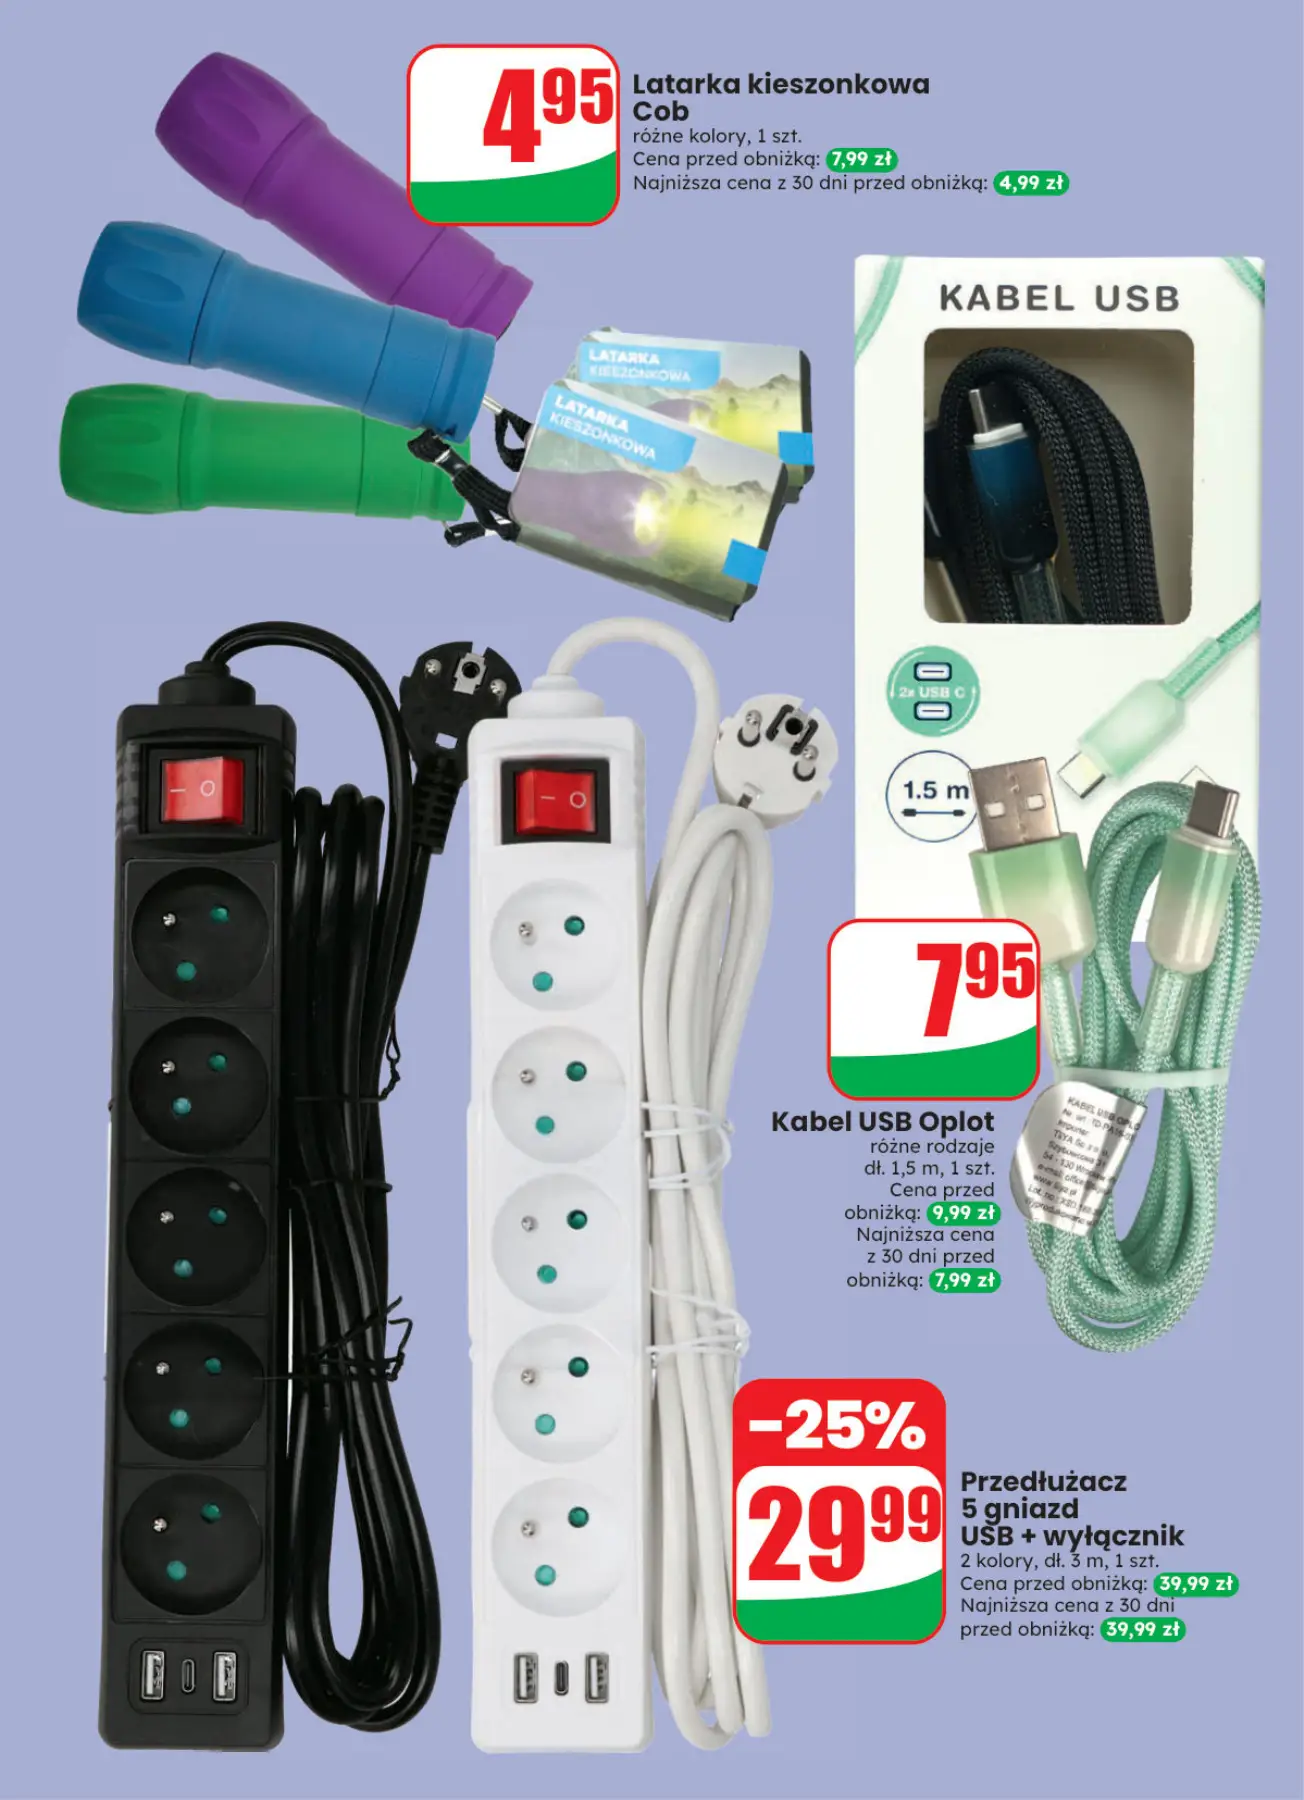 4 95
Latarka kieszonkowa
Cob
różne kolory, 1 szt.
Cena przed obniżką: 7,99 zł
Najniższa cena z 30 dni przed obniżką: 4,99 zł
LATARKA
KIESZONKOWA
LATARKA
KIESZONKOWA
KABEL USB
2x USB C
1.5 m
7 95
Kabel USB Oplot
różne rodzaje
dł. 1,5 m, 1 szt.
Cena przed
obniżką: 9,99 zł
Najniższa cena
z 30 dni przed
obniżką: 7,99 zł
KABEL USB
Importer:
-25%
29 99
Przedłużacz
5 gniazd
USB + wyłącznik
2 kolory, dł. 3 m, 1 szt.
Cena przed obniżką: 39,99 zł
Najniższa cena z 30 dni
przed obniżką: 39,99 zł